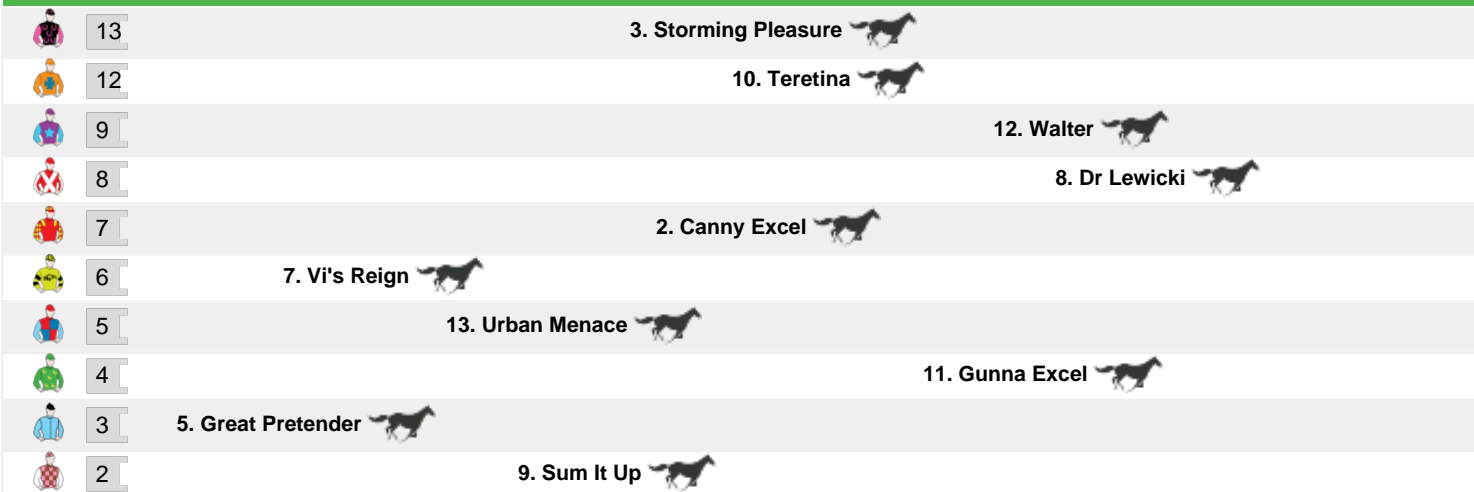 13 3. Storming Pleasure
12 10. Teretina
9 12. Walter
8 8. Dr Lewicki
7 2. Canny Excel
6 7. Vi's Reign
5 13. Urban Menace
4 11. Gunna Excel
3 5. Great Pretender
2 9. Sum It Up